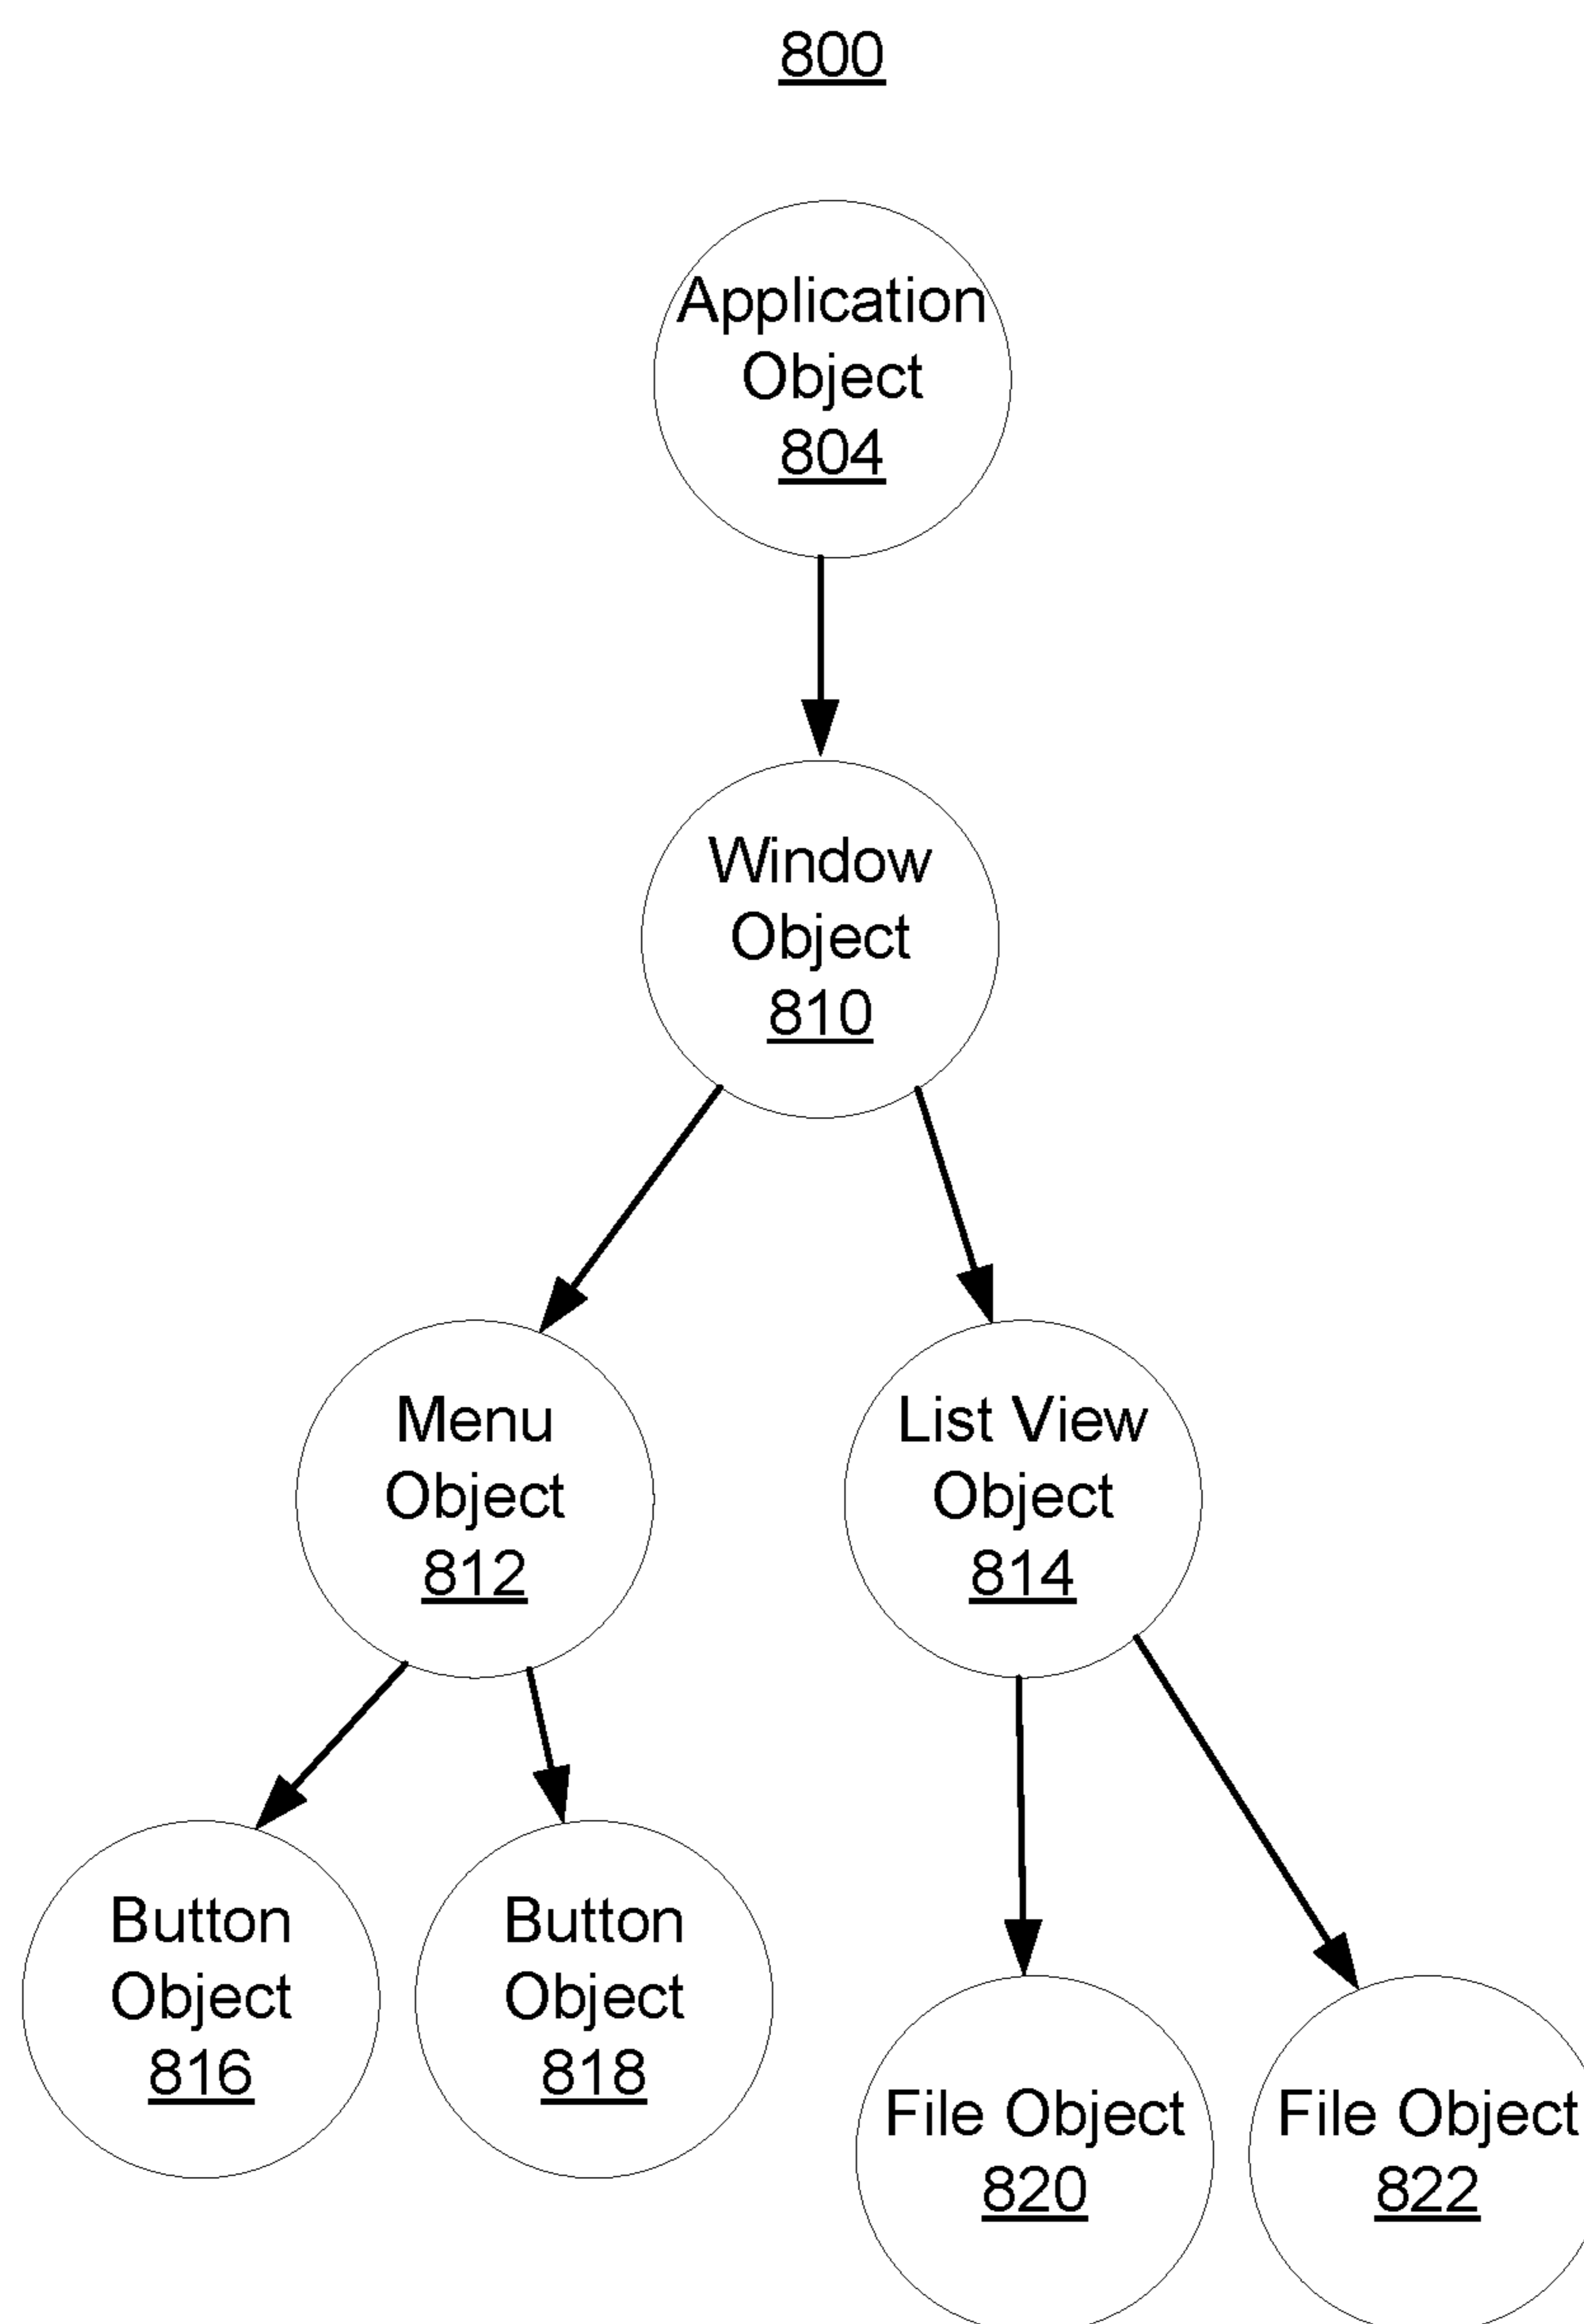 800
Application
Object
804
Window
Object
810
Menu
Object
812
List View
Object
814
Button
Object
816
Button
Object
818
File Object
820
File Object
822